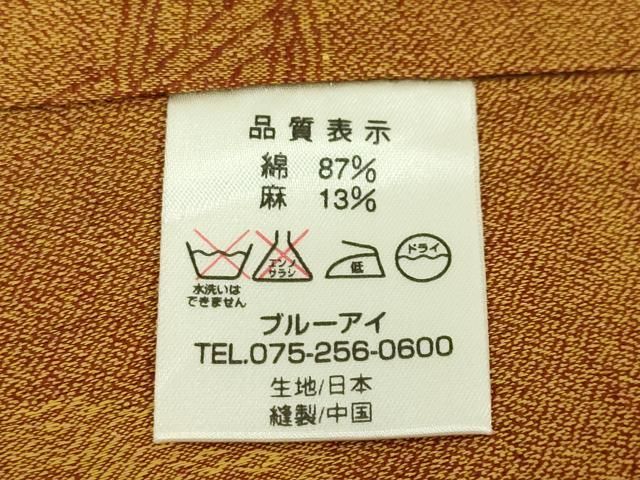 品質表示
綿 87%
麻 13%
エンソ
サラシ
低
ドライ
水洗いは
できません
ブルーアイ
TEL.075-256-0600
生地/日本
縫製/中国